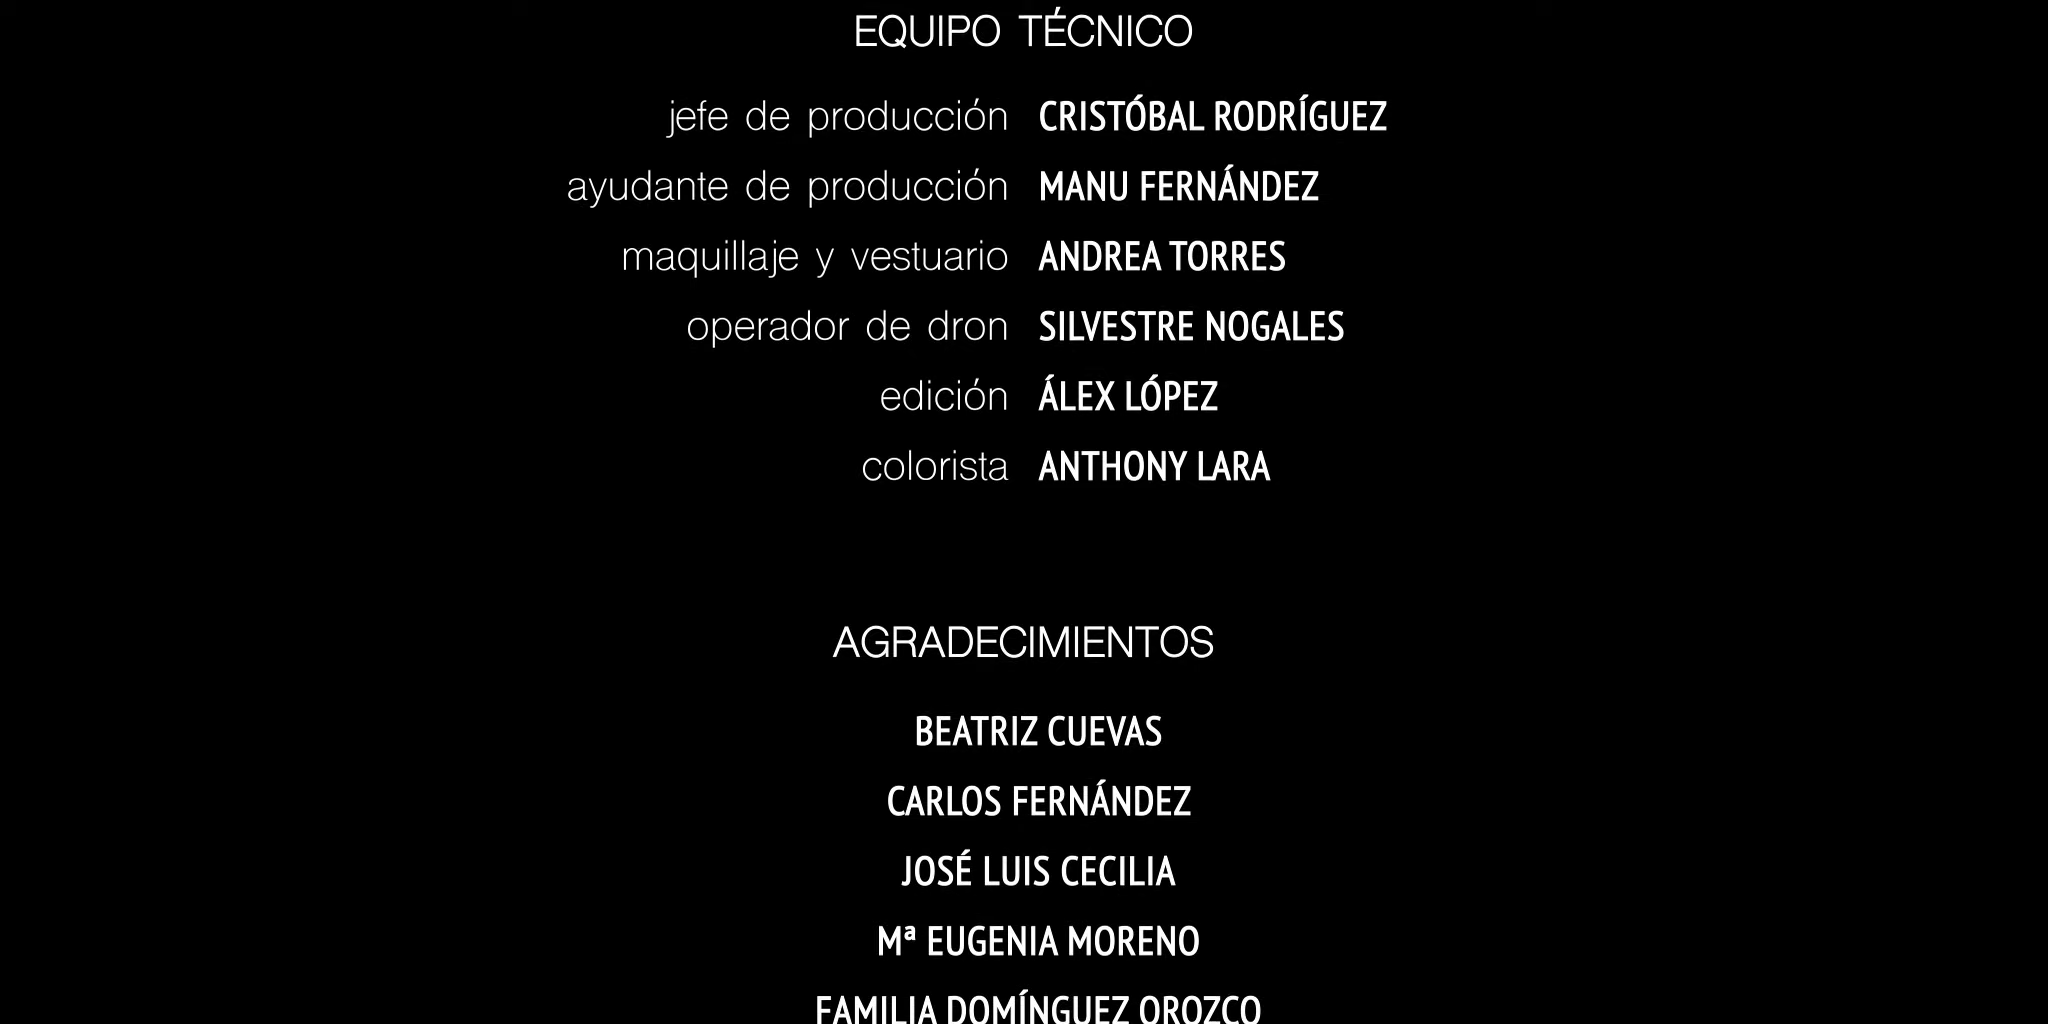 EQUIPO TÉCNICO
jefe de producción CRISTÓBAL RODRÍGUEZ
ayudante de producción MANU FERNÁNDEZ
maquillaje y vestuario ANDREA TORRES
operador de dron SILVESTRE NOGALES
edición ÁLEX LÓPEZ
colorista ANTHONY LARA
AGRADECIMIENTOS
BEATRIZ CUEVAS
CARLOS FERNÁNDEZ
JOSÉ LUIS CECILIA
Mª EUGENIA MORENO
FAMILIA DOMÍNGUEZ OROZCO